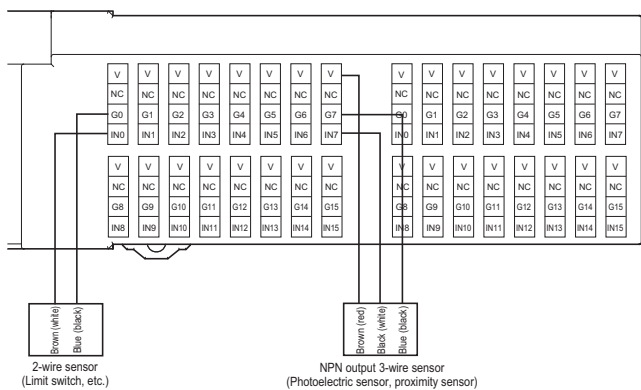 V V V V V V V V V V V V V V V V
NC NC NC NC NC NC NC NC NC NC NC NC NC NC NC NC
G0 G1 G2 G3 G4 G5 G6 G7 G0 G1 G2 G3 G4 G5 G6 G7
IN0 IN1 IN2 IN3 IN4 IN5 IN6 IN7 IN0 IN1 IN2 IN3 IN4 IN5 IN6 IN7
V V V V V V V V V V V V V V V V
NC NC NC NC NC NC NC NC NC NC NC NC NC NC NC NC
G8 G9 G10 G11 G12 G13 G14 G15 G8 G9 G10 G11 G12 G13 G14 G15
IN8 IN9 IN10 IN11 IN12 IN13 IN14 IN15 IN8 IN9 IN10 IN11 IN12 IN13 IN14 IN15
Brown (white)
Blue (black)
2-wire sensor
(Limit switch, etc.)
Brown (red)
Black (white)
Blue (black)
NPN output 3-wire sensor
(Photoelectric sensor, proximity sensor)